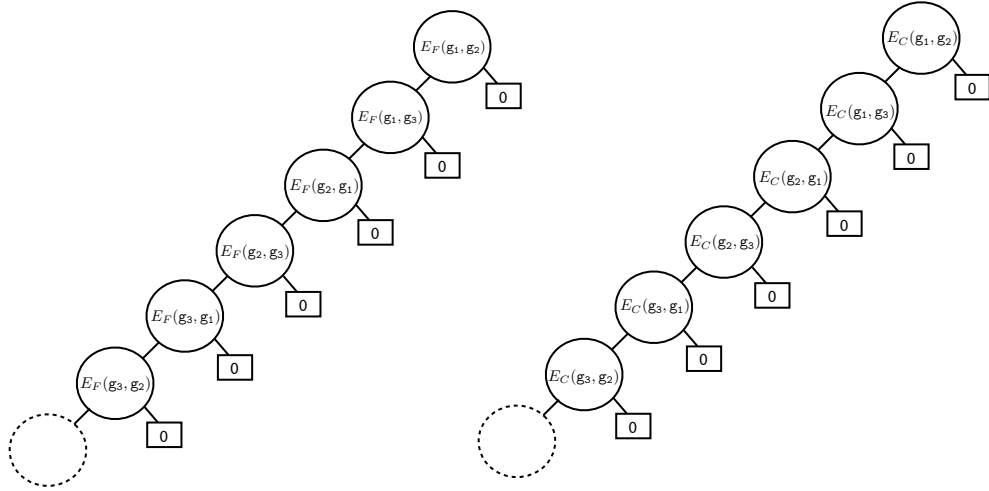 E_F(g₁, g₂)
0
E_F(g₁, g₃)
0
E_F(g₂, g₁)
0
E_F(g₂, g₃)
0
E_F(g₃, g₁)
0
E_F(g₃, g₂)
0
E_C(g₁, g₂)
0
E_C(g₁, g₃)
0
E_C(g₂, g₁)
0
E_C(g₂, g₃)
0
E_C(g₃, g₁)
0
E_C(g₃, g₂)
0